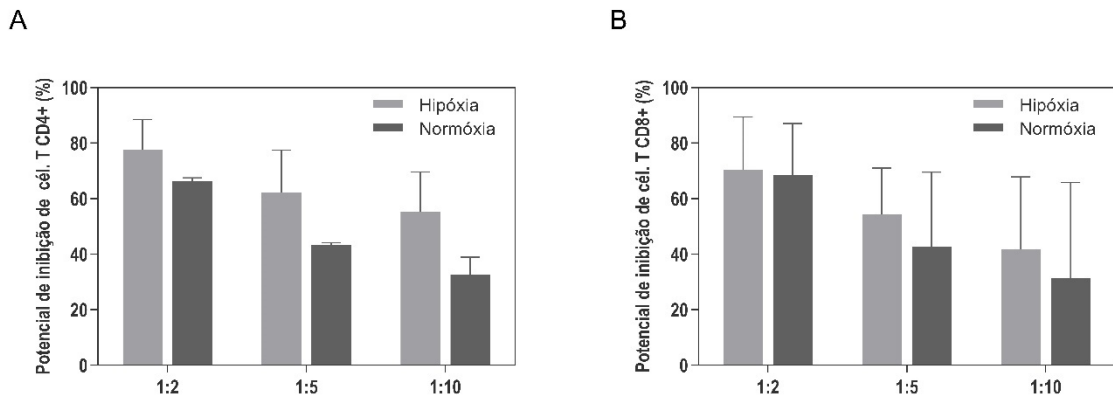 A
Potencial de inibição de cél. T CD4+ (%)
100
80
60
40
20
0
Hipóxia
Normóxia
1:2
1:5
1:10
B
Potencial de inibição de cél. T CD8+ (%)
100
80
60
40
20
0
Hipóxia
Normóxia
1:2
1:5
1:10